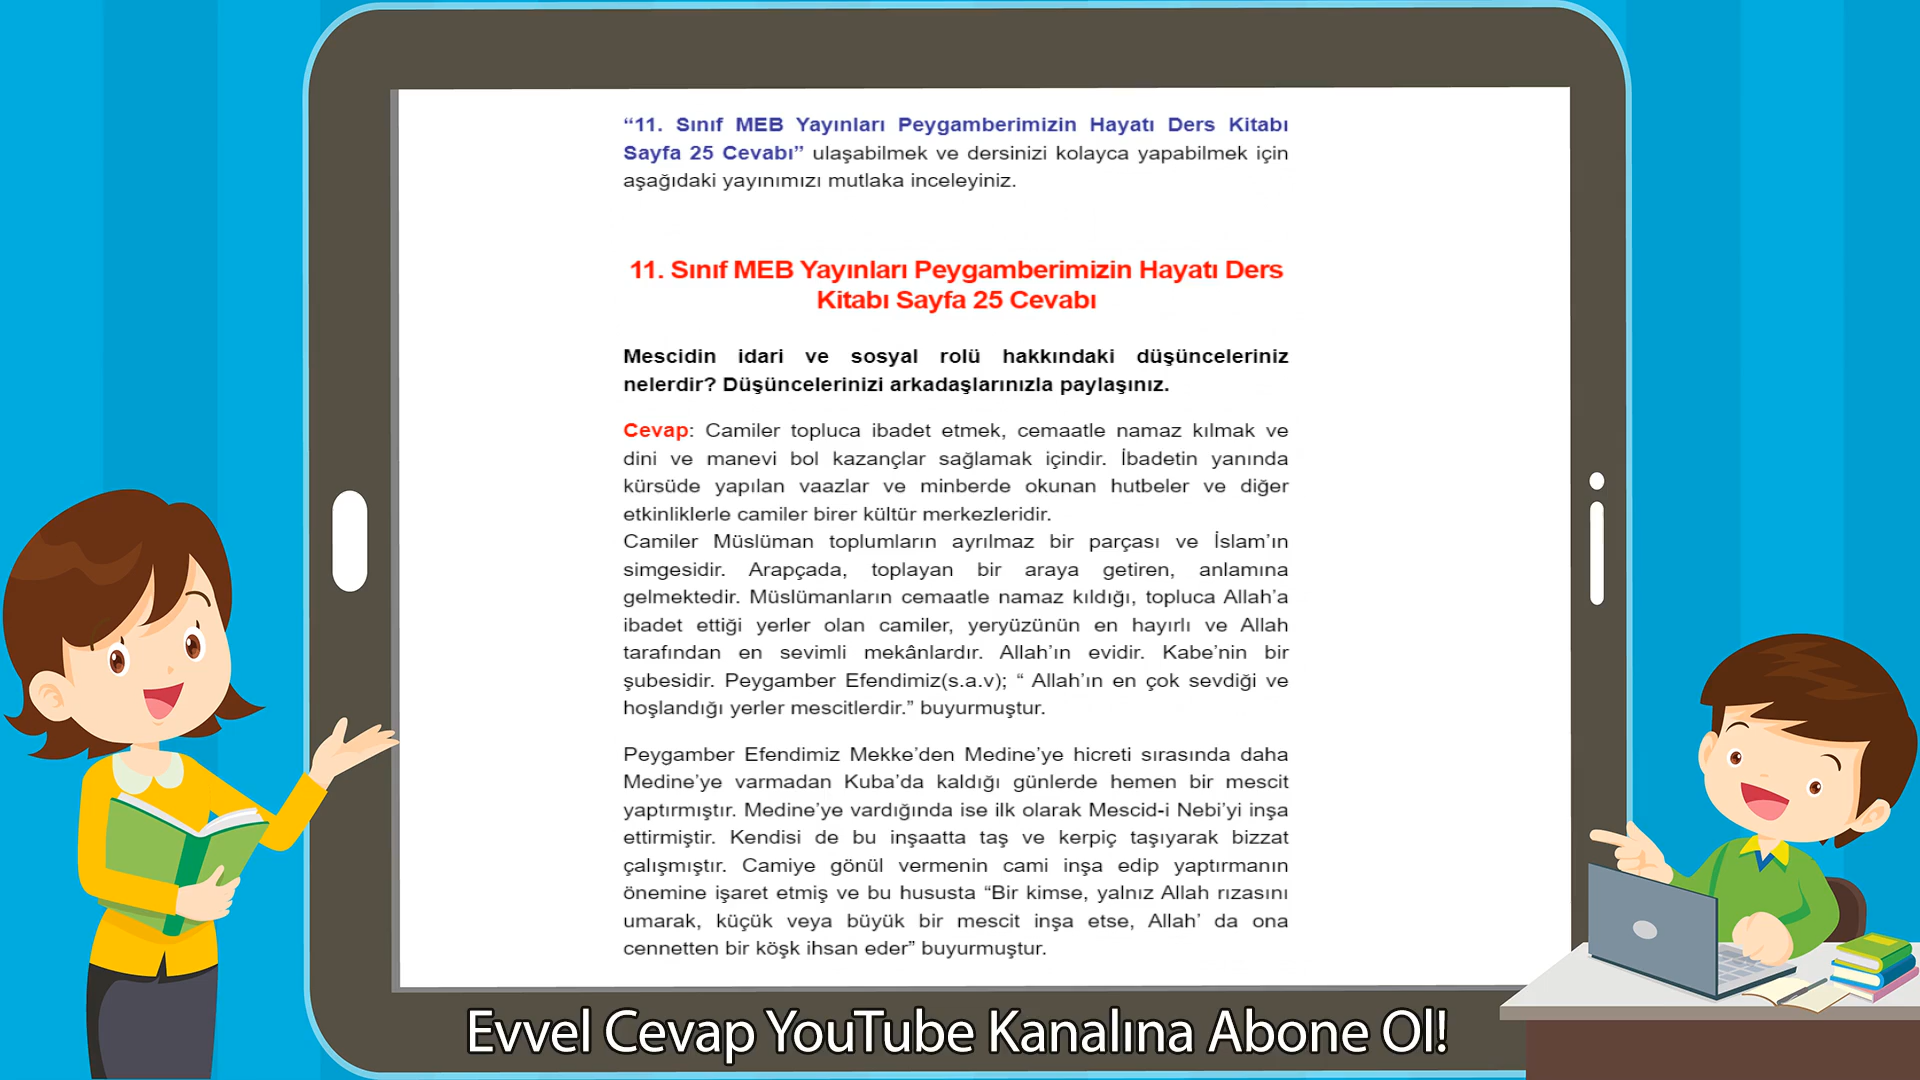 “11. Sınıf MEB Yayınları Peygamberimizin Hayatı Ders Kitabı
Sayfa 25 Cevabı” ulaşabilmek ve dersinizi kolayca yapabilmek için
aşağıdaki yayınımızı mutlaka inceleyiniz.
11. Sınıf MEB Yayınları Peygamberimizin Hayatı Ders
Kitabı Sayfa 25 Cevabı
Mescidin idari ve sosyal rolü hakkındaki düşünceleriniz
nelerdir? Düşüncelerinizi arkadaşlarınızla paylaşınız.
Cevap: Camiler topluca ibadet etmek, cemaatle namaz kılmak ve
dini ve manevi bol kazançlar sağlamak içindir. İbadetin yanında
kürsüde yapılan vaazlar ve minberde okunan hutbeler ve diğer
etkinliklerle camiler birer kültür merkezleridir.
Camiler Müslüman toplumların ayrılmaz bir parçası ve İslam’ın
simgesidir. Arapçada, toplayan bir araya getiren, anlamına
gelmektedir. Müslümanların cemaatle namaz kıldığı, topluca Allah’a
ibadet ettiği yerler olan camiler, yeryüzünün en hayırlı ve Allah
tarafından en sevimli mekânlardır. Allah’ın evidir. Kabe’nin bir
şubesidir. Peygamber Efendimiz(s.a.v); “ Allah’ın en çok sevdiği ve
hoşlandığı yerler mescitlerdir.” buyurmuştur.
Peygamber Efendimiz Mekke’den Medine’ye hicreti sırasında daha
Medine’ye varmadan Kuba’da kaldığı günlerde hemen bir mescit
yaptırmıştır. Medine’ye vardığında ise ilk olarak Mescid-i Nebi’yi inşa
ettirmiştir. Kendisi de bu inşaatta taş ve kerpiç taşıyarak bizzat
çalışmıştır. Camiye gönül vermenin cami inşa edip yaptırmanın
önemine işaret etmiş ve bu hususta “Bir kimse, yalnız Allah rızasını
umarak, küçük veya büyük bir mescit inşa etse, Allah’ da ona
cennetten bir köşk ihsan eder” buyurmuştur.
Evvel Cevap YouTube Kanalına Abone Ol!